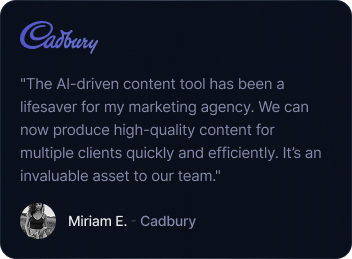 Cadbury
"The AI-driven content tool has been a
lifesaver for my marketing agency. We can
now produce high-quality content for
multiple clients quickly and efficiently. It’s an
invaluable asset to our team."
Miriam E. - Cadbury